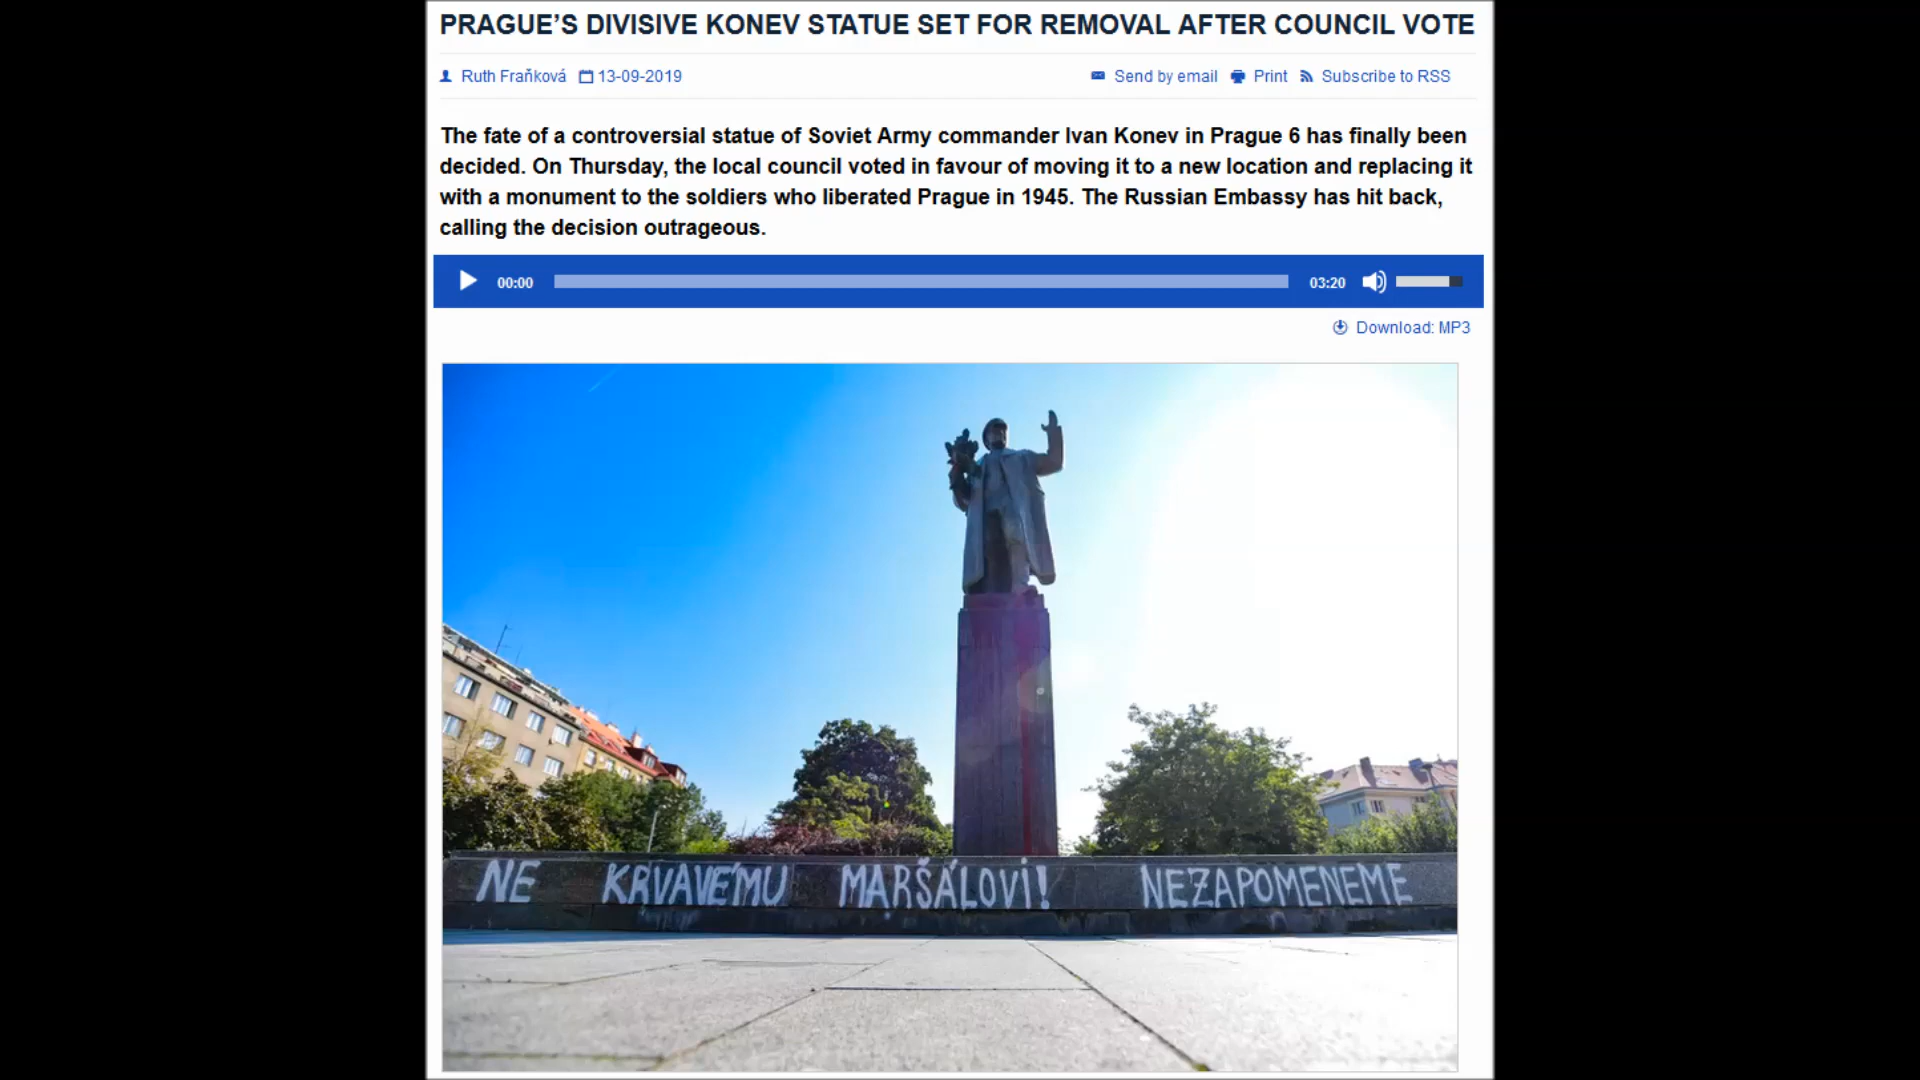 PRAGUE’S DIVISIVE KONEV STATUE SET FOR REMOVAL AFTER COUNCIL VOTE
Ruth Fraňková 13-09-2019 Send by email Print Subscribe to RSS
The fate of a controversial statue of Soviet Army commander Ivan Konev in Prague 6 has finally been
decided. On Thursday, the local council voted in favour of moving it to a new location and replacing it
with a monument to the soldiers who liberated Prague in 1945. The Russian Embassy has hit back,
calling the decision outrageous.
00:00 03:20
Download: MP3
NE KRVAVÉMU MARŠÁLOVI! NEZAPOMENEME